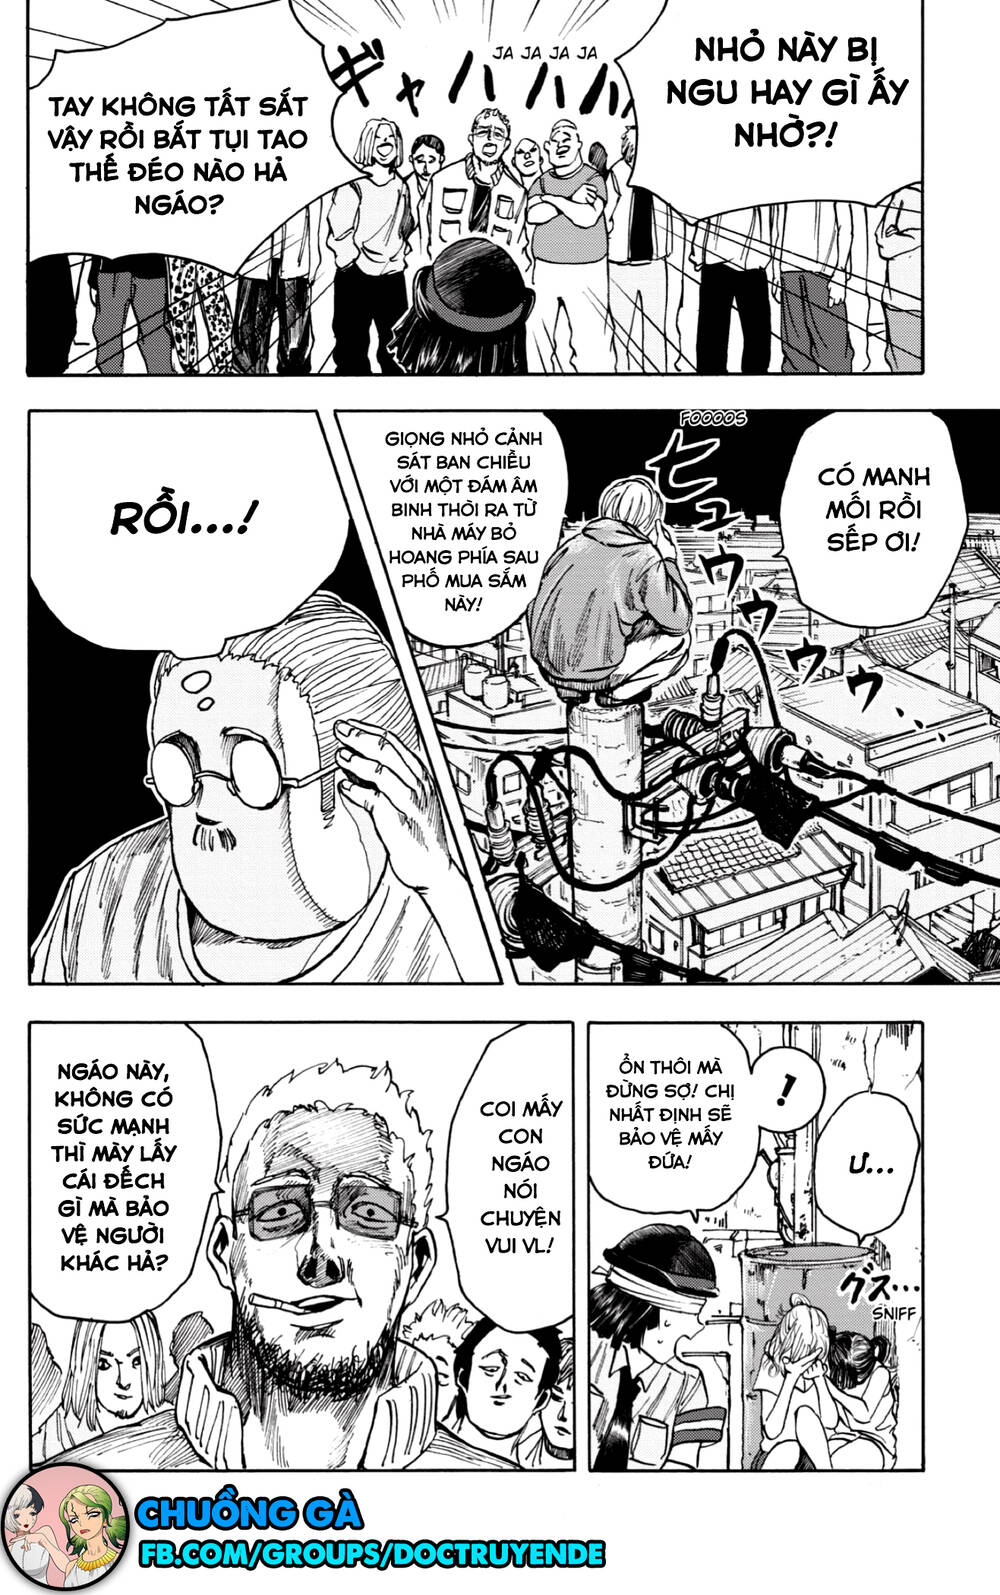 NHỎ NÀY BỊ
NGU HAY GÌ ẤY
NHỜ?!
JA JA JA JA
ギャハハハハ
TAY KHÔNG TẤT SẮT
VẬY RỒI BẮT TỤI TAO
THẾ ĐÉO NÀO HẢ
NGÁO?
CÓ MANH
MỐI RỒI
SẾP ƠI!
FOOOOS
ヒュウウウウ...
GIỌNG NHỎ CẢNH
SÁT BAN CHIỀU
VỚI MỘT ĐÁM ÂM
BINH THÒI RA TỪ
NHÀ MÁY BỎ
HOANG PHÍA SAU
PHỐ MUA SẮM
NÀY!
RỒI...!
Ư...
!
ỔN THÔI MÀ
ĐỪNG SỢ! CHỊ
NHẤT ĐỊNH SẼ
BẢO VỆ MẤY
ĐỨA!
グス...
SNIFF
COI MẤY
CON
NGÁO
NÓI
CHUYỆN
VUI VL!
NGÁO NÀY,
KHÔNG CÓ
SỨC MẠNH
THÌ MÀY LẤY
CÁI ĐẾCH
GÌ MÀ BẢO
VỆ NGƯỜI
KHÁC HẢ?
CHUỒNG GÀ
FB.COM/GROUPS/DOCTRUYENDE